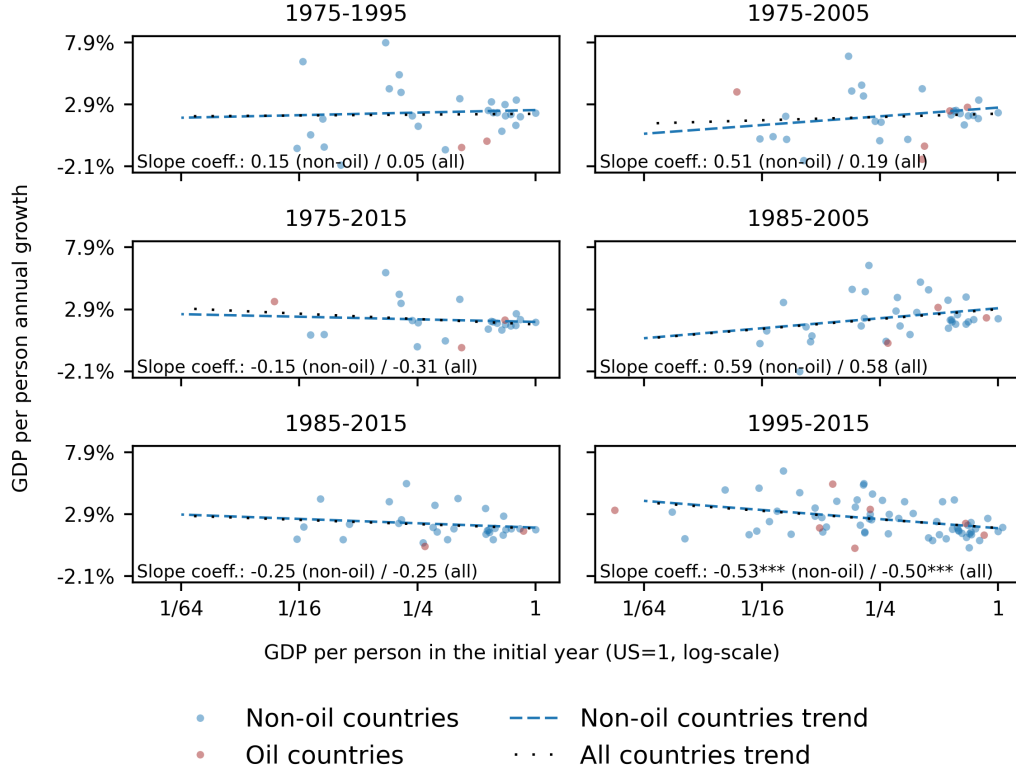 1975-1995
1975-2005
7.9%
2.9%
-2.1%
Slope coeff.: 0.15 (non-oil) / 0.05 (all)
Slope coeff.: 0.51 (non-oil) / 0.19 (all)
1975-2015
1985-2005
7.9%
2.9%
-2.1%
Slope coeff.: -0.15 (non-oil) / -0.31 (all)
Slope coeff.: 0.59 (non-oil) / 0.58 (all)
GDP per person annual growth
1985-2015
1995-2015
7.9%
2.9%
-2.1%
Slope coeff.: -0.25 (non-oil) / -0.25 (all)
Slope coeff.: -0.53*** (non-oil) / -0.50*** (all)
1/64 1/16 1/4 1
1/64 1/16 1/4 1
GDP per person in the initial year (US=1, log-scale)
Non-oil countries
Oil countries
Non-oil countries trend
All countries trend